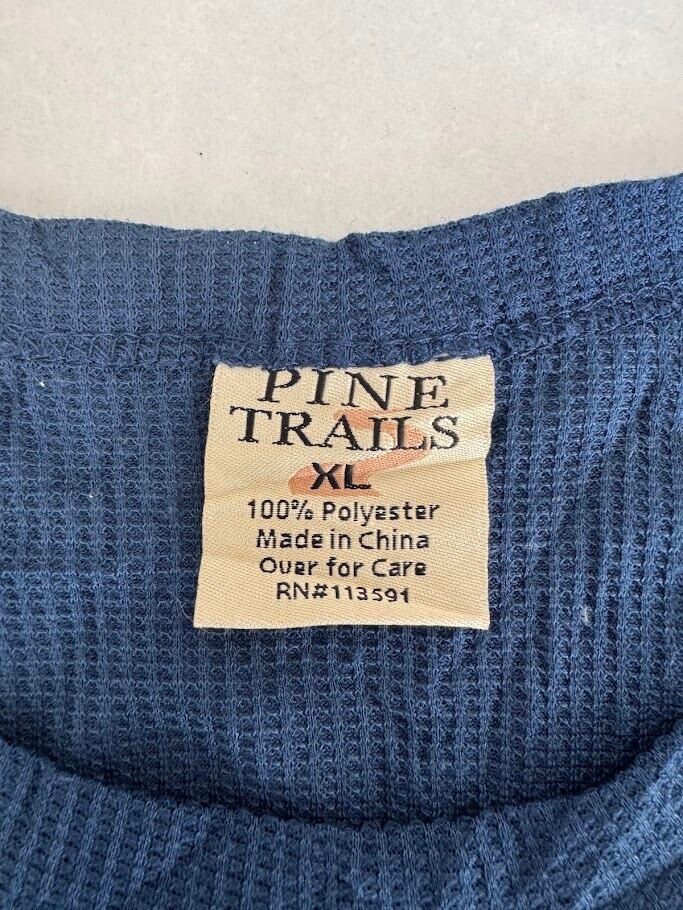 PINE
TRAILS
XL
100% Polyester
Made in China
Over for Care
RN#113591